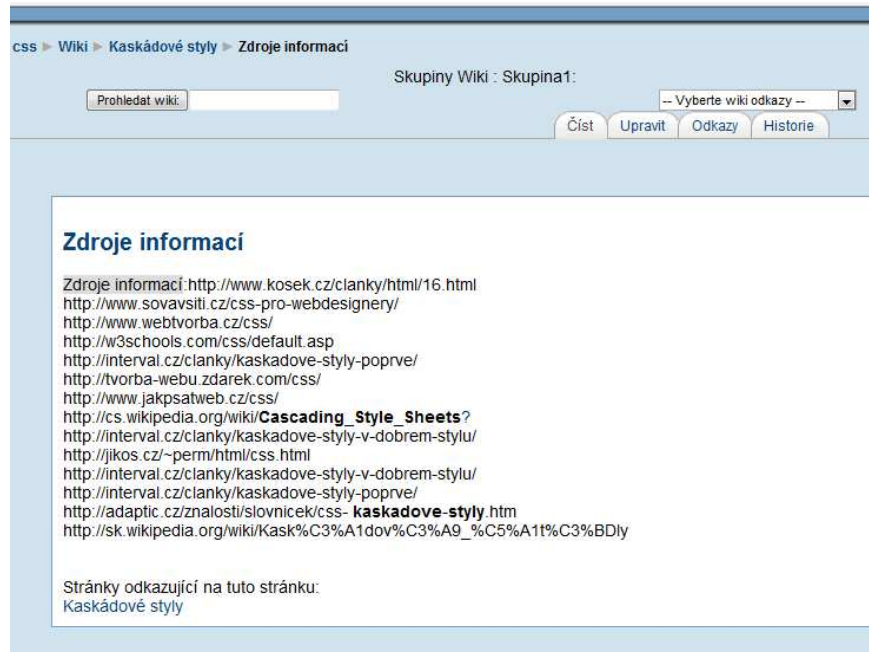 css ► Wiki ► Kaskádové styly ► Zdroje informací
Skupiny Wiki : Skupina1:
Prohledat wiki:
-- Vyberte wiki odkazy --
Číst Upravit Odkazy Historie
Zdroje informací
Zdroje informací:http://www.kosek.cz/clanky/html/16.html
http://www.sovavsiti.cz/css-pro-webdesignery/
http://www.webtvorba.cz/css/
http://w3schools.com/css/default.asp
http://interval.cz/clanky/kaskadove-styly-poprve/
http://tvorba-webu.zdarek.com/css/
http://www.jakpsatweb.cz/css/
http://cs.wikipedia.org/wiki/Cascading_Style_Sheets?
http://interval.cz/clanky/kaskadove-styly-v-dobrem-stylu/
http://jikos.cz/~perm/html/css.html
http://interval.cz/clanky/kaskadove-styly-v-dobrem-stylu/
http://interval.cz/clanky/kaskadove-styly-poprve/
http://adaptic.cz/znalosti/slovnicek/css- kaskadove-styly.htm
http://sk.wikipedia.org/wiki/Kask%C3%A1dov%C3%A9_%C5%A1t%C3%BDly
Stránky odkazující na tuto stránku:
Kaskádové styly